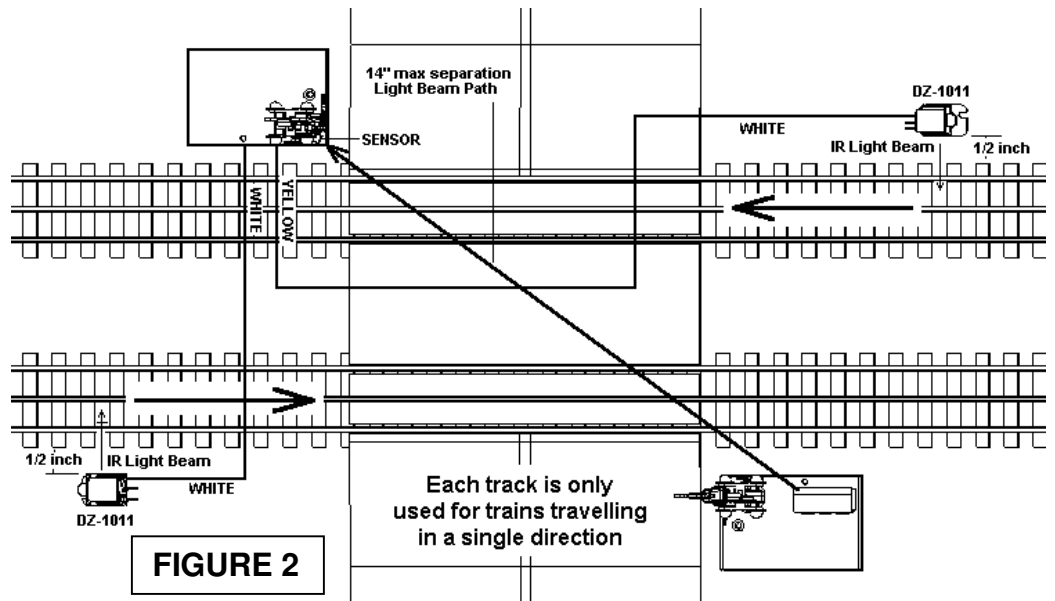 14" max separation
Light Beam Path
DZ-1011
SENSOR
WHITE
IR Light Beam
1/2 inch
WHITE
YELLOW
1/2 inch
IR Light Beam
WHITE
DZ-1011
Each track is only
used for trains travelling
in a single direction
FIGURE 2